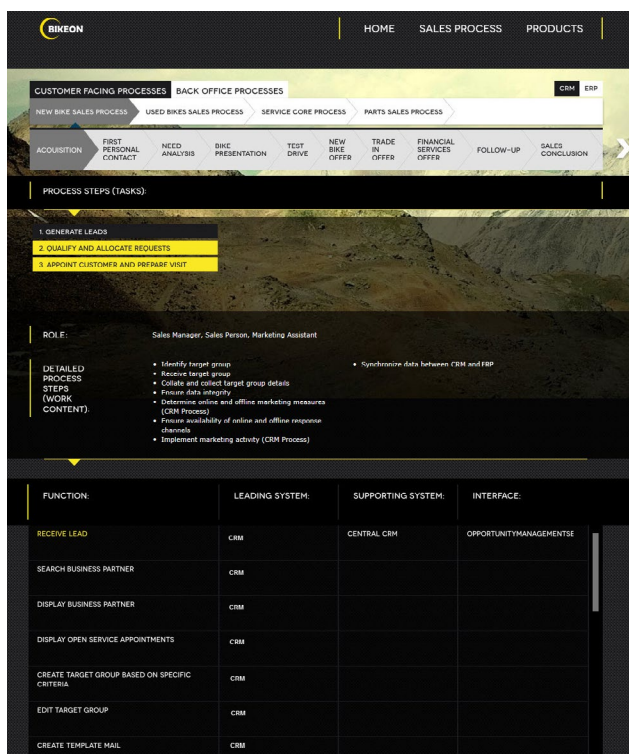 BIKEON
HOME SALES PROCESS PRODUCTS
CUSTOMER FACING PROCESSES BACK OFFICE PROCESSES
CRM ERP
NEW BIKE SALES PROCESS USED BIKES SALES PROCESS SERVICE CORE PROCESS PARTS SALES PROCESS
ACQUISITION
FIRST
PERSONAL
CONTACT
NEED
ANALYSIS
BIKE
PRESENTATION
TEST
DRIVE
NEW
BIKE
OFFER
TRADE
IN
OFFER
FINANCIAL
SERVICES
OFFER
FOLLOW-UP
SALES
CONCLUSION
PROCESS STEPS (TASKS):
1. GENERATE LEADS
2. QUALIFY AND ALLOCATE REQUESTS
3. APPOINT CUSTOMER AND PREPARE VISIT
ROLE:
Sales Manager, Sales Person, Marketing Assistant
DETAILED
PROCESS
STEPS
(WORK
CONTENT):
• Identify target group
• Receive target group
• Collate and collect target group details
• Ensure data integrity
• Determine online and offline marketing measures
(CRM Process)
• Ensure availability of online and offline response
channels
• Implement marketing activity (CRM Process)
• Synchronize data between CRM and ERP
FUNCTION: LEADING SYSTEM: SUPPORTING SYSTEM: INTERFACE:
RECEIVE LEAD CRM CENTRAL CRM OPPORTUNITYMANAGEMENTSE
SEARCH BUSINESS PARTNER CRM
DISPLAY BUSINESS PARTNER CRM
DISPLAY OPEN SERVICE APPOINTMENTS CRM
CREATE TARGET GROUP BASED ON SPECIFIC
CRITERIA CRM
EDIT TARGET GROUP CRM
CREATE TEMPLATE MAIL CRM